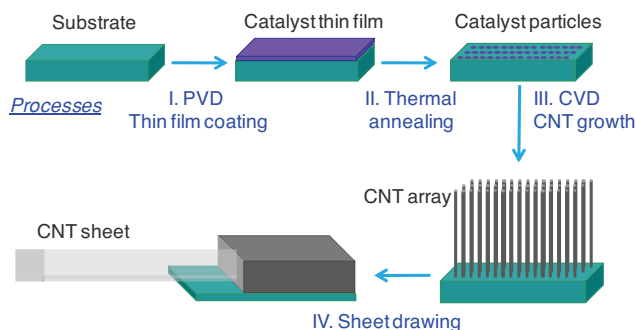 Substrate
Catalyst thin film
Catalyst particles
Processes
I. PVD
Thin film coating
II. Thermal
annealing
III. CVD
CNT growth
CNT array
CNT sheet
IV. Sheet drawing